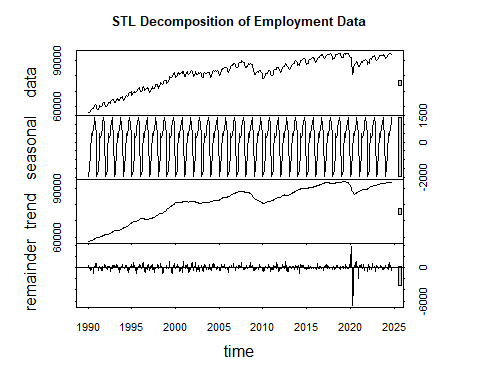 STL Decomposition of Employment Data
data
60000 90000
seasonal
-2000 0 1500
trend
60000 90000
remainder
-6000 0
1990 1995 2000 2005 2010 2015 2020 2025
time